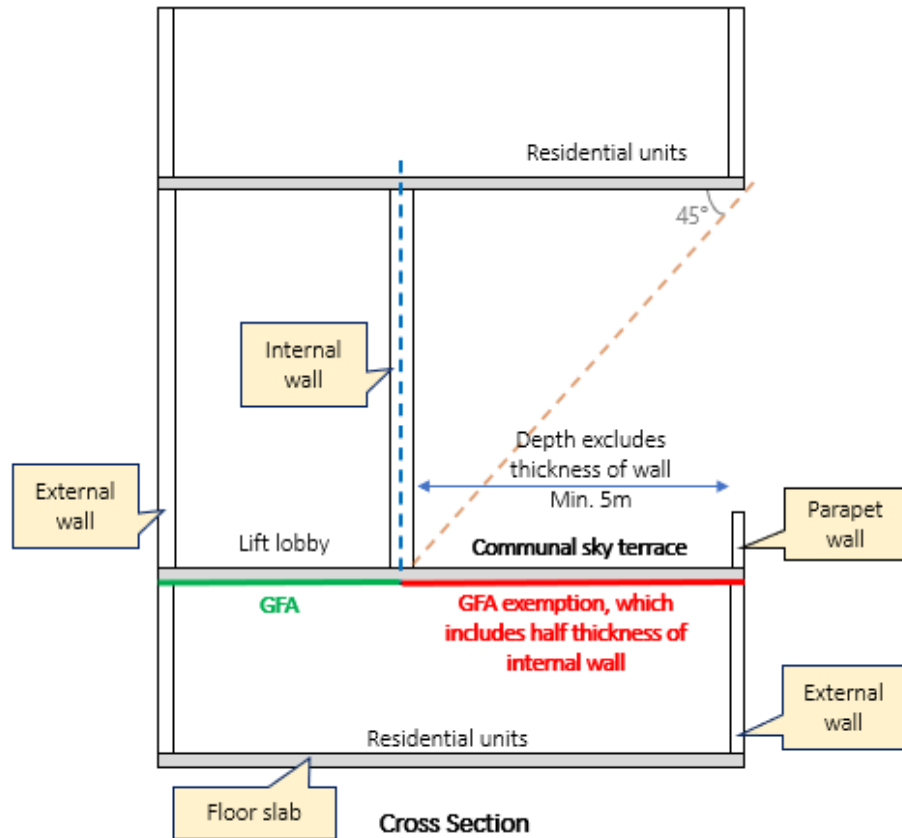 Residential units
45°
Internal
wall
Depth excludes
thickness of wall
Min. 5m
External
wall
Parapet
wall
Lift lobby
Communal sky terrace
GFA
GFA exemption, which
includes half thickness of
internal wall
External
wall
Residential units
Floor slab
Cross Section